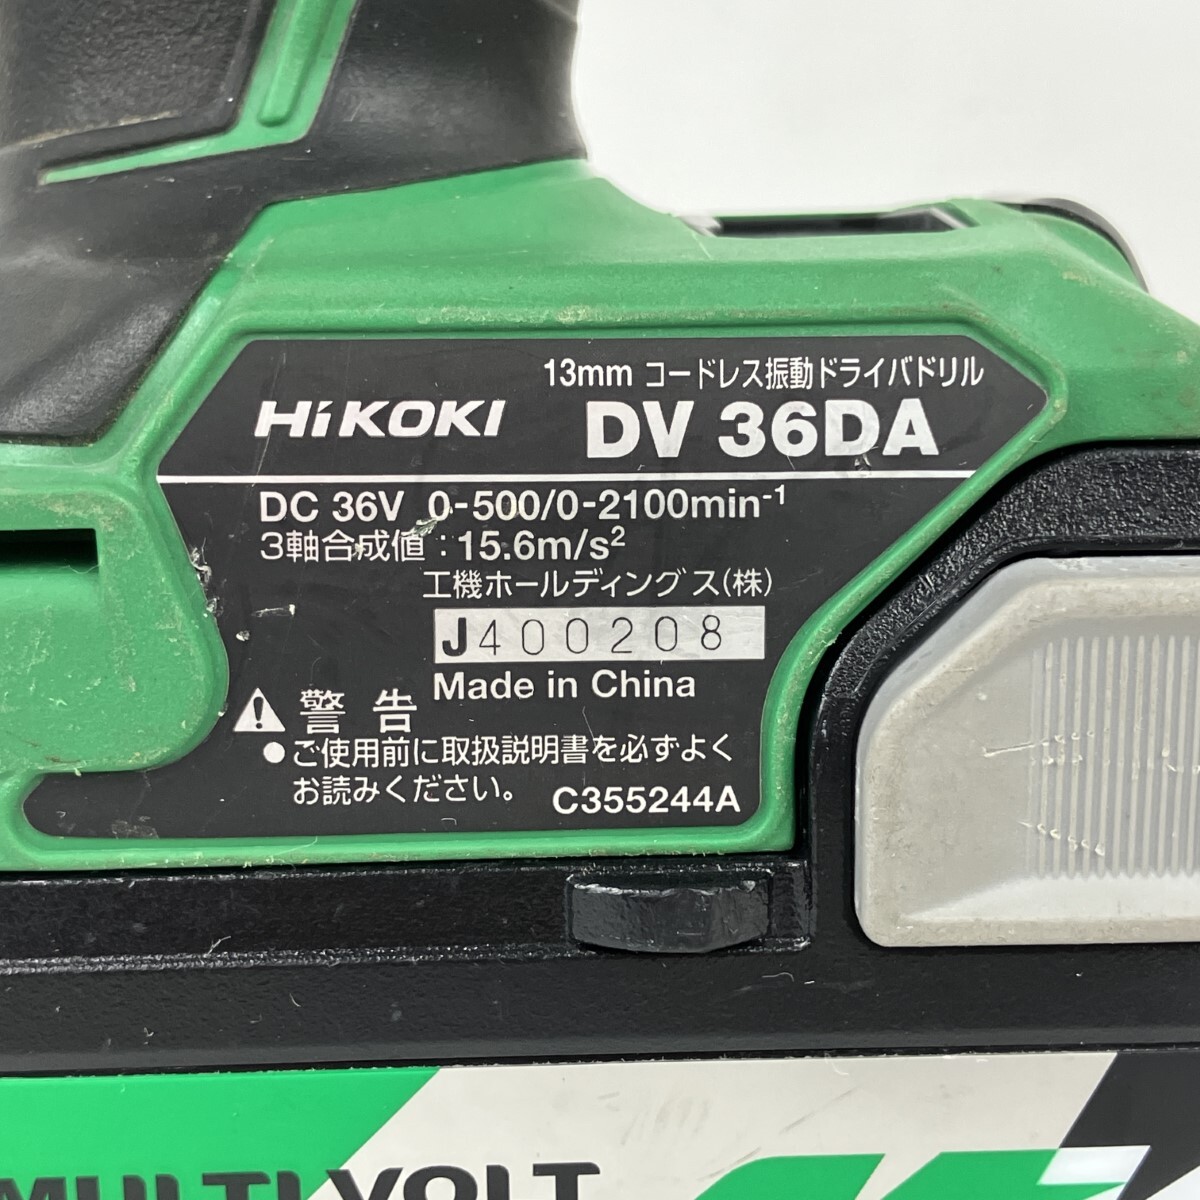 13mm コードレス振動ドライバドリル
HiKOKI DV 36DA
DC 36V 0-500/0-2100min⁻¹
3軸合成値：15.6m/s²
工機ホールディングス(株)
J400208
Made in China
警告
●ご使用前に取扱説明書を必ずよく
お読みください。
C355244A
MULTI VOLT